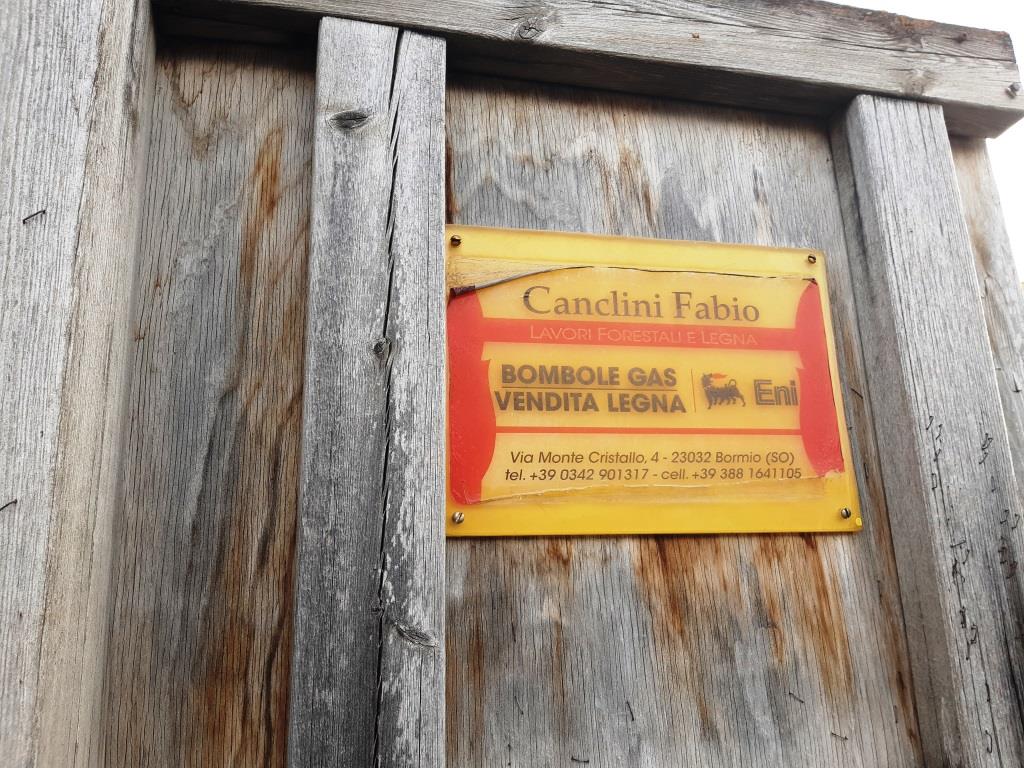 Canclini Fabio
LAVORI FORESTALI E LEGNA
BOMBOLE GAS
VENDITA LEGNA
Eni
Via Monte Cristallo, 4 - 23032 Bormio (SO)
tel. +39 0342 901317 - cell. +39 388 1641105